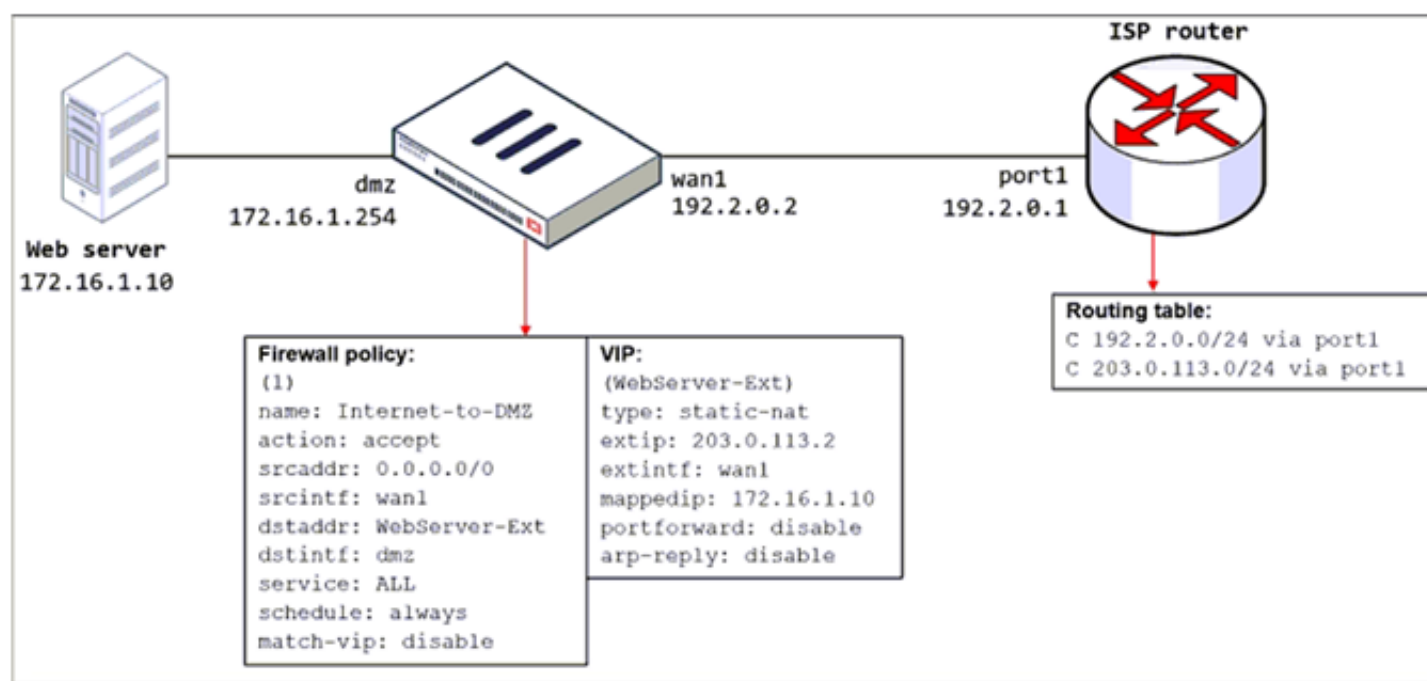 ISP router
dmz
172.16.1.254
wan1
192.2.0.2
port1
192.2.0.1
Web server
172.16.1.10
Firewall policy:
(1)
name: Internet-to-DMZ
action: accept
srcaddr: 0.0.0.0/0
srcintf: wan1
dstaddr: WebServer-Ext
dstintf: dmz
service: ALL
schedule: always
match-vip: disable
VIP:
(WebServer-Ext)
type: static-nat
extip: 203.0.113.2
extintf: wan1
mappedip: 172.16.1.10
portforward: disable
arp-reply: disable
Routing table:
C 192.2.0.0/24 via port1
C 203.0.113.0/24 via port1